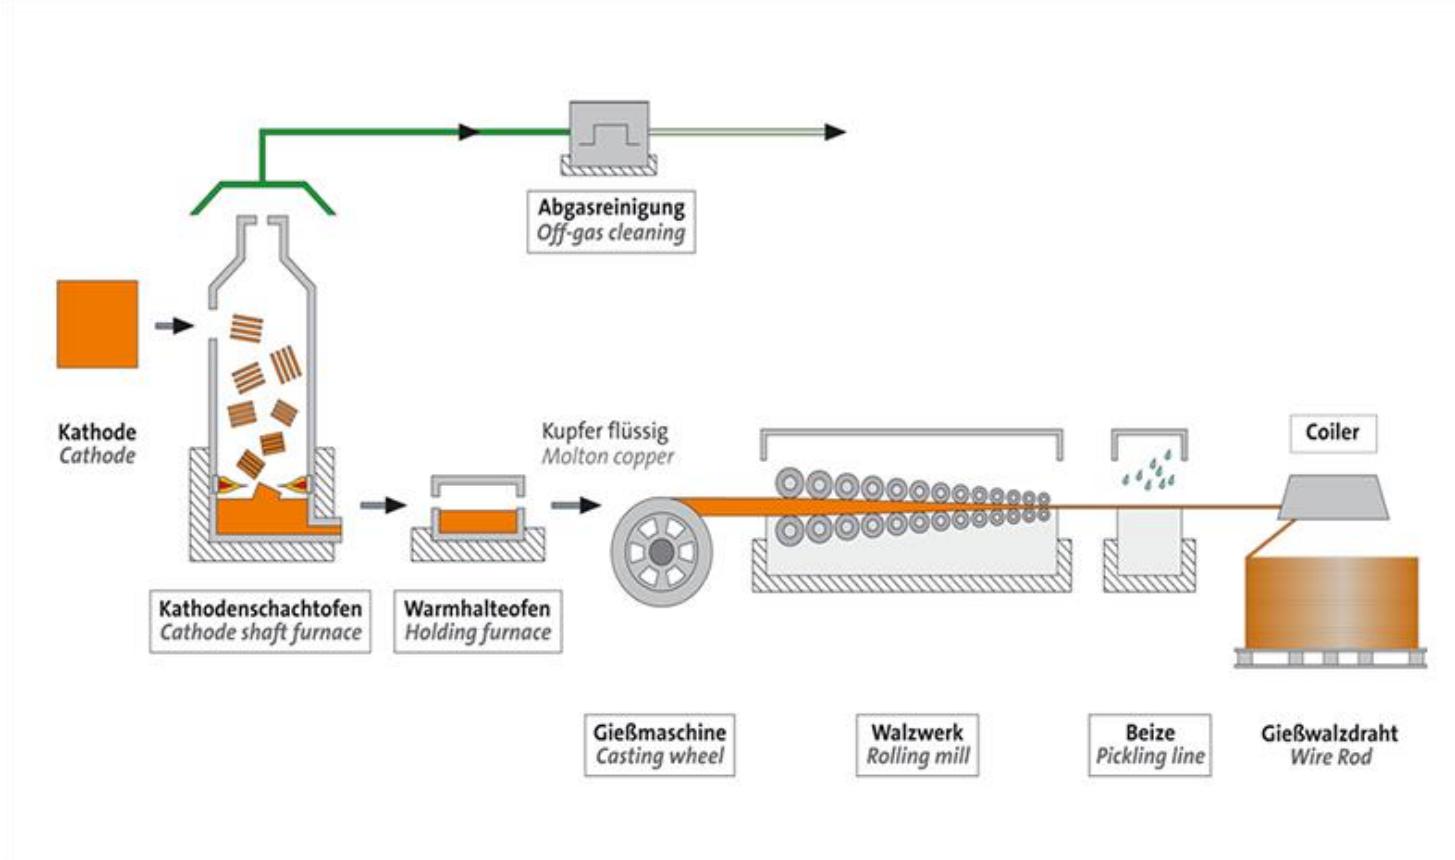 Abgasreinigung
Off-gas cleaning
Kathode
Cathode
Kupfer flüssig
Molton copper
Coiler
Kathodenschachtofen
Cathode shaft furnace
Warmhalteofen
Holding furnace
Gießmaschine
Casting wheel
Walzwerk
Rolling mill
Beize
Pickling line
Gießwalzdraht
Wire Rod